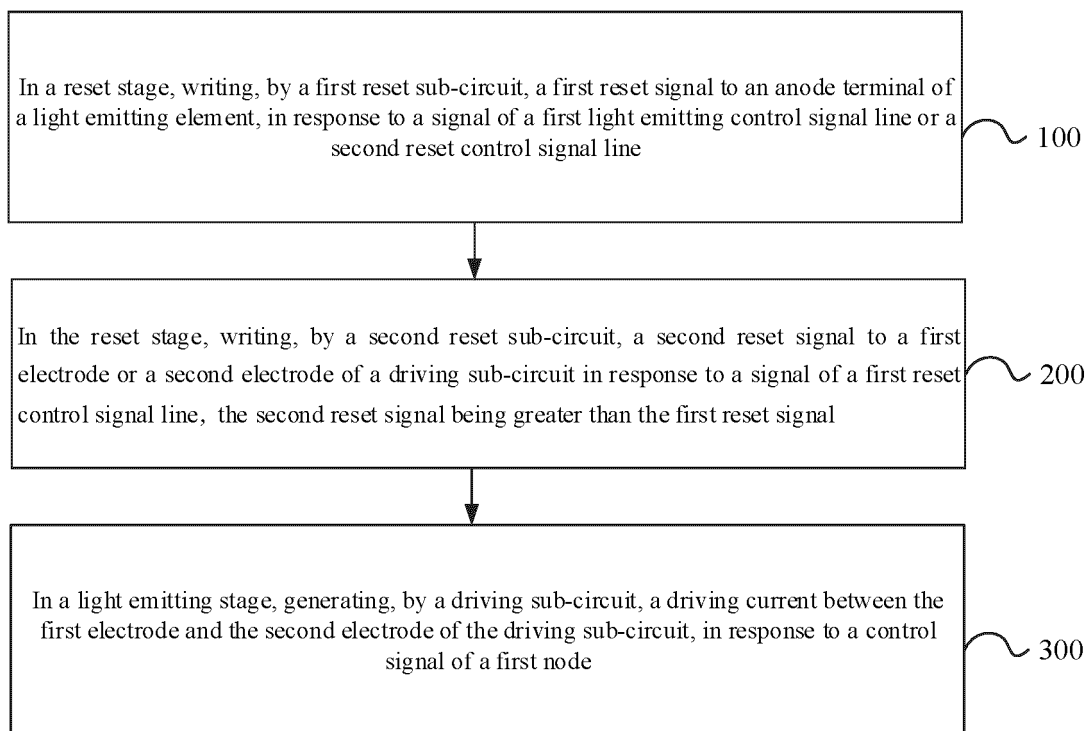 In a reset stage, writing, by a first reset sub-circuit, a first reset signal to an anode terminal of
a light emitting element, in response to a signal of a first light emitting control signal line or a
second reset control signal line
100
In the reset stage, writing, by a second reset sub-circuit, a second reset signal to a first
electrode or a second electrode of a driving sub-circuit in response to a signal of a first reset
control signal line, the second reset signal being greater than the first reset signal
200
In a light emitting stage, generating, by a driving sub-circuit, a driving current between the
first electrode and the second electrode of the driving sub-circuit, in response to a control
signal of a first node
300